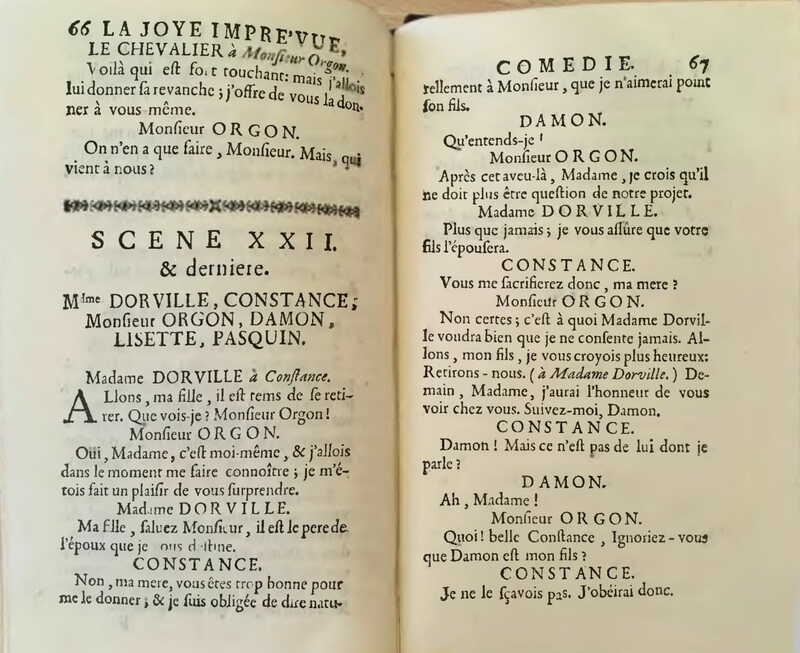 66 LA JOYE IMPRE'VUE,
LE CHEVALIER à Monsieur Orgon.
Voilà qui est fort touchant: mais j'allois
lui donner sa revanche; j'offre de vous la don-
ner à vous même.
Monsieur ORGON.
On n'en a que faire, Monsieur. Mais, qui
vient à nous?
SCENE XXII.
& derniere.
Mme DORVILLE, CONSTANCE;
Monsieur ORGON, DAMON,
LISETTE, PASQUIN.
Madame DORVILLE à Constance.
ALlons, ma fille, il est tems de se reti-
rer. Que vois-je? Monsieur Orgon!
Monsieur ORGON.
Oüi, Madame, c'est moi-même, & j'allois
dans le moment me faire connoître; je m'é-
tois fait un plaisir de vous surprendre.
Madame DORVILLE.
Ma fille, saluez Monsieur, il est le pere de
l'époux que je
CONSTANCE.
Non, ma mere, vous êtes trop bonne pour
me le donner; & je suis obligée de dire natu-
COMEDIE. 67
rellement à Monsieur, que je n'aimerai point
son fils.
DAMON.
Qu'entends-je!
Monsieur ORGON.
Après cet aveu-là, Madame, je crois qu'il
ne doit plus être question de notre projet.
Madame DORVILLE.
Plus que jamais; je vous assûre que votre
fils l'épousera.
CONSTANCE.
Vous me sacrifierez donc, ma mere?
Monsieur ORGON.
Non certes; c'est à quoi Madame Dorvil-
le voudra bien que je ne consente jamais. Al-
lons, mon fils, je vous croyois plus heureux:
Retirons-nous. (à Madame Dorville.) De-
main, Madame, j'aurai l'honneur de vous
voir chez vous. Suivez-moi, Damon.
CONSTANCE.
Damon! Mais ce n'est pas de lui dont je
parle?
DAMON.
Ah, Madame!
Monsieur ORGON.
Quoi! belle Constance, Ignoriez-vous
que Damon est mon fils?
CONSTANCE.
Je ne le sçavois pas. J'obéirai donc.